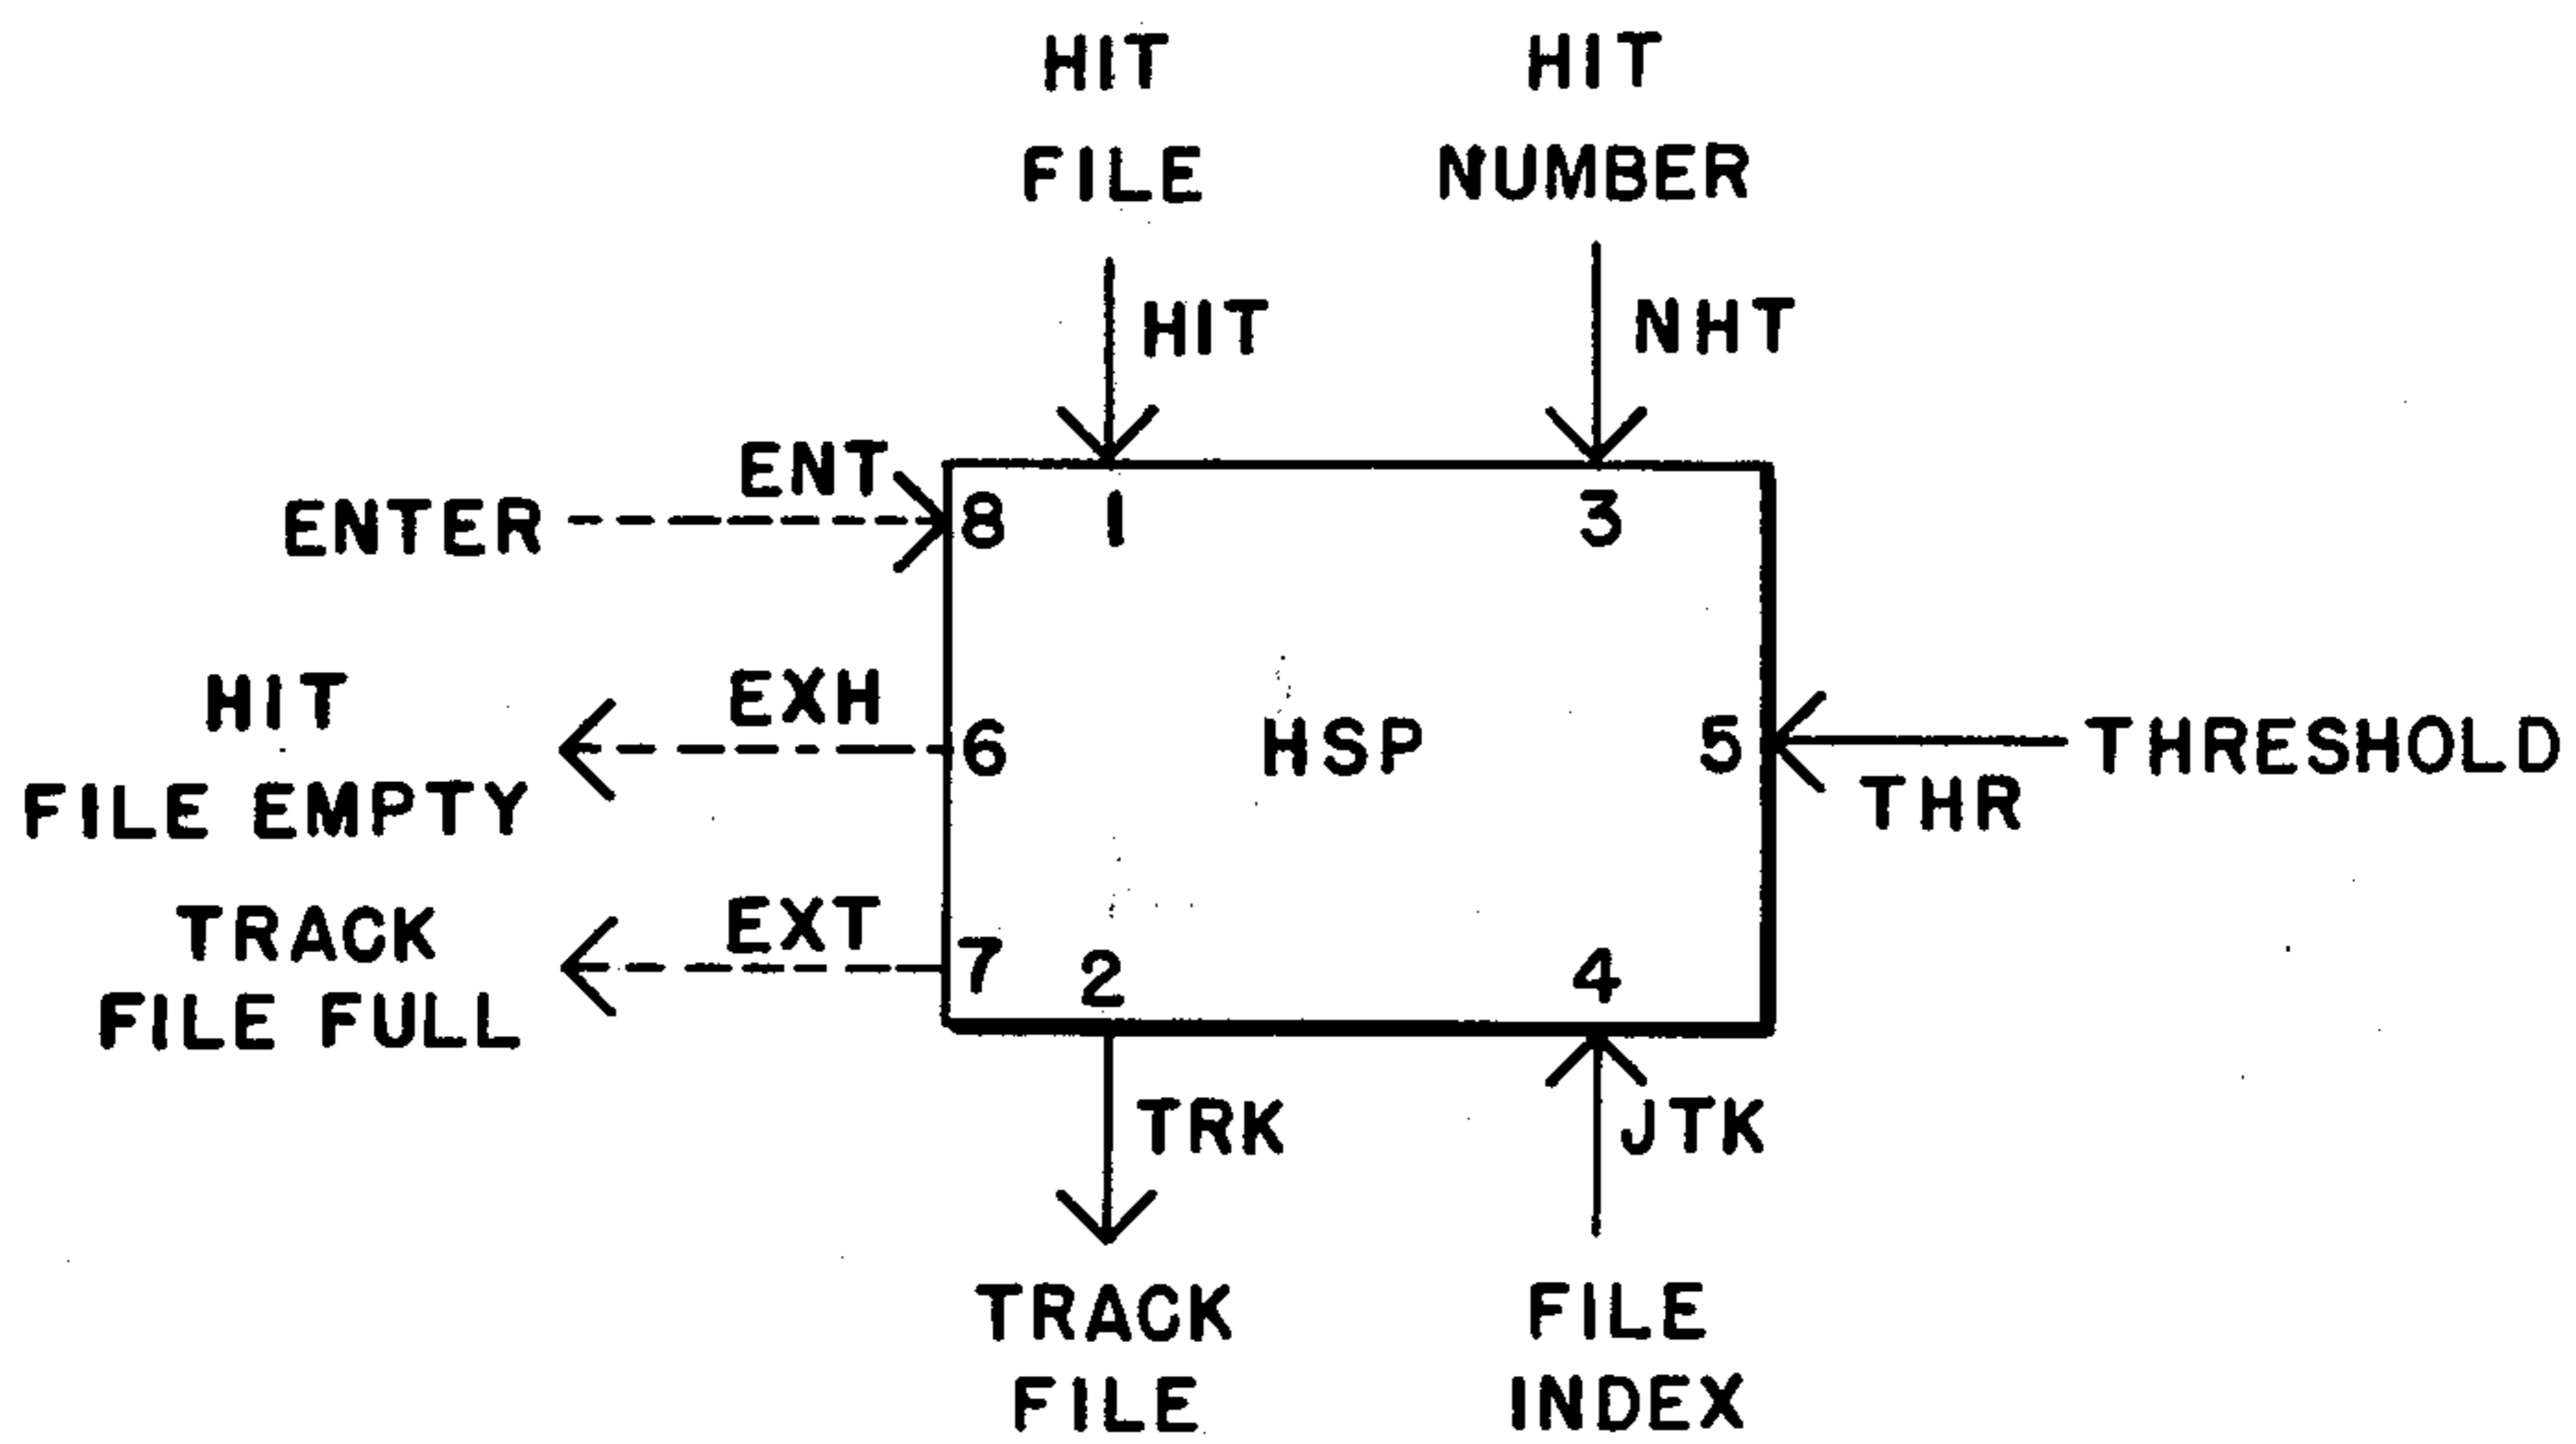 HIT
FILE
HIT
NUMBER
HIT
NHT
ENT
ENTER
8
1
3
HIT
FILE EMPTY
EXH
6
HSP
5
THRESHOLD
THR
TRACK
FILE FULL
EXT
7
2
4
TRK
JTK
TRACK
FILE
FILE
INDEX